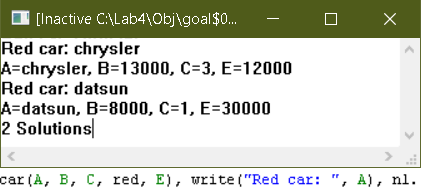 [Inactive C:\Lab4\Obj\goal$0...
Red car: chrysler
A=chrysler, B=13000, C=3, E=12000
Red car: datsun
A=datsun, B=8000, C=1, E=30000
2 Solutions
car(A, B, C, red, E), write("Red car: ", A), nl.